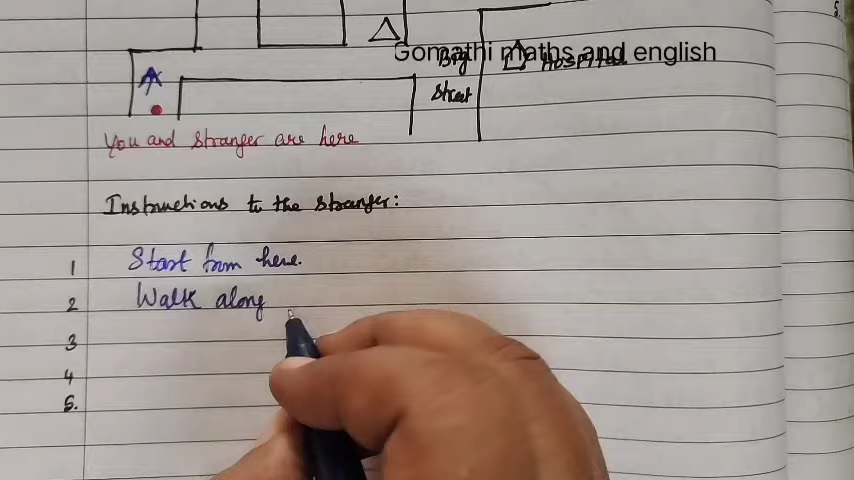 Gomathi maths and english
Big
Hospital
Street
You and stranger are here
Instructions to the stranger:
1 Start from here.
2 Walk along
3
4
5.